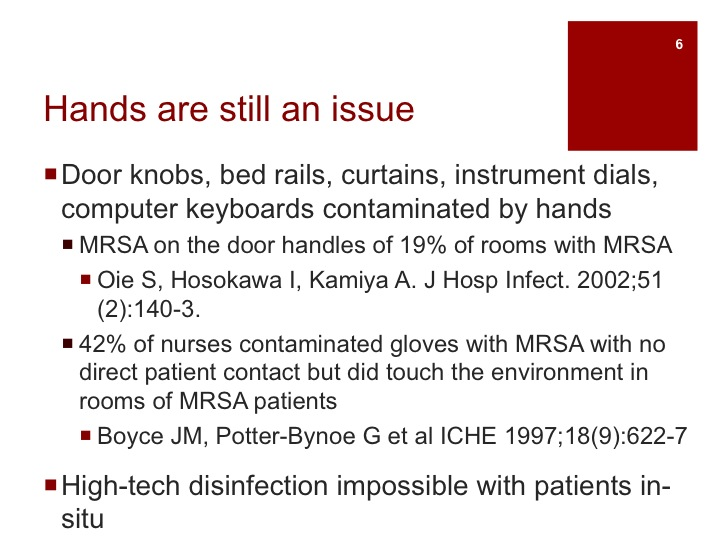 6
Hands are still an issue
Door knobs, bed rails, curtains, instrument dials,
computer keyboards contaminated by hands
MRSA on the door handles of 19% of rooms with MRSA
Oie S, Hosokawa I, Kamiya A. J Hosp Infect. 2002;51
(2):140-3.
42% of nurses contaminated gloves with MRSA with no
direct patient contact but did touch the environment in
rooms of MRSA patients
Boyce JM, Potter-Bynoe G et al ICHE 1997;18(9):622-7
High-tech disinfection impossible with patients in-
situ